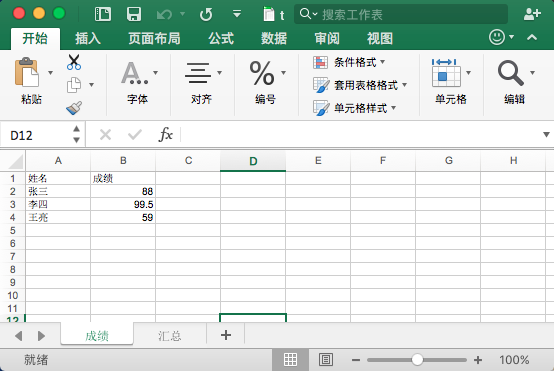 t
搜索工作表
开始 插入 页面布局 公式 数据 审阅 视图
粘贴 字体 对齐 % 编号 条件格式 套用表格格式 单元格样式 单元格 编辑
D12 fx
A B C D E F G H
1 姓名 成绩
2 张三 88
3 李四 99.5
4 王亮 59
5
6
7
8
9
10
11
12
成绩 汇总 +
就绪 100%